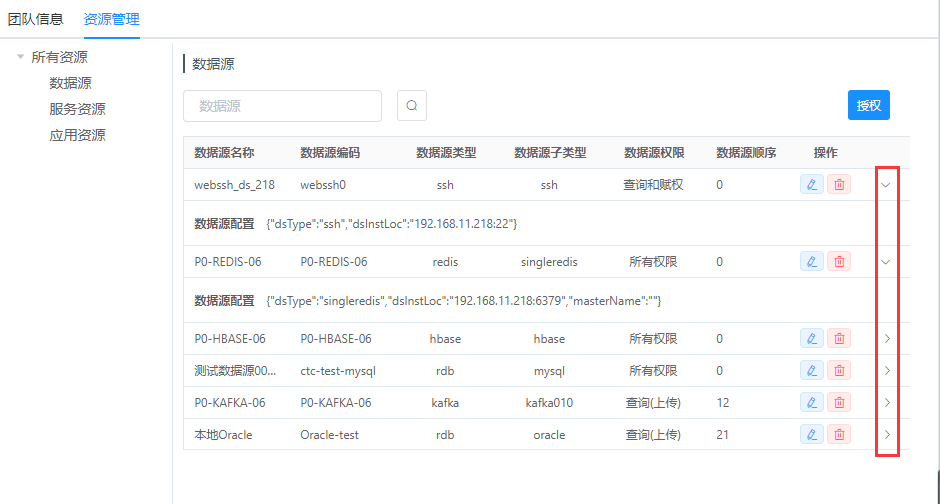 团队信息 资源管理
所有资源
数据源
服务资源
应用资源
数据源
数据源
授权
数据源名称 数据源编码 数据源类型 数据源子类型 数据源权限 数据源顺序 操作
webssh_ds_218 webssh0 ssh ssh 查询和赋权 0
数据源配置 {"dsType":"ssh","dsInstLoc":"192.168.11.218:22"}
P0-REDIS-06 P0-REDIS-06 redis singleredis 所有权限 0
数据源配置 {"dsType":"singleredis","dsInstLoc":"192.168.11.218:6379","masterName":""}
P0-HBASE-06 P0-HBASE-06 hbase hbase 所有权限 0
测试数据源00... ctc-test-mysql rdb mysql 所有权限 0
P0-KAFKA-06 P0-KAFKA-06 kafka kafka010 查询(上传) 12
本地Oracle Oracle-test rdb oracle 查询(上传) 21